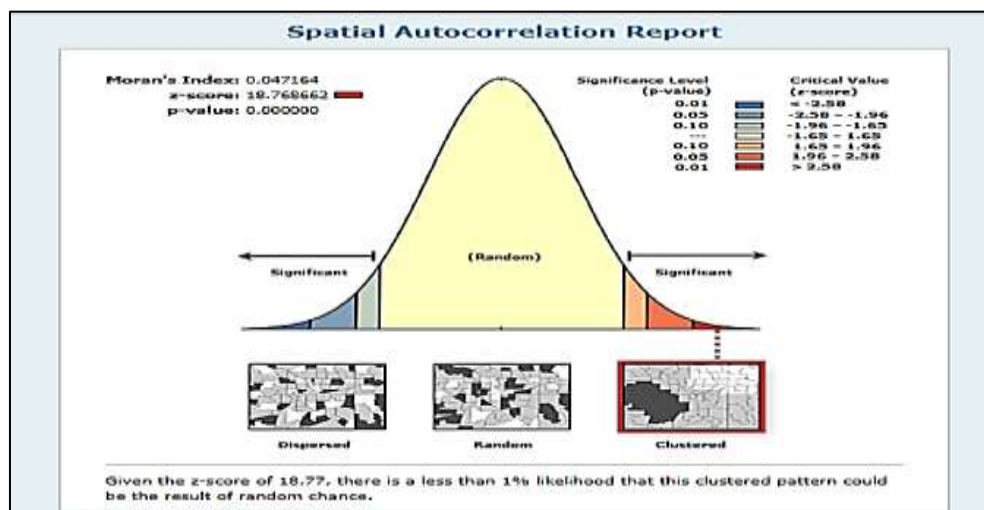 Spatial Autocorrelation Report
Moran's Index: 0.047164
z-score: 18.768662
p-value: 0.000000
Significance Level (p-value)
Critical Value (z-score)
0.01 < -2.58
0.05 -2.58 – -1.96
0.10 -1.96 – -1.65
--- -1.65 – 1.65
0.10 1.65 – 1.96
0.05 1.96 – 2.58
0.01 > 2.58
(Random)
Significant
Significant
Dispersed
Random
Clustered
Given the z-score of 18.77, there is a less than 1% likelihood that this clustered pattern could
be the result of random chance.